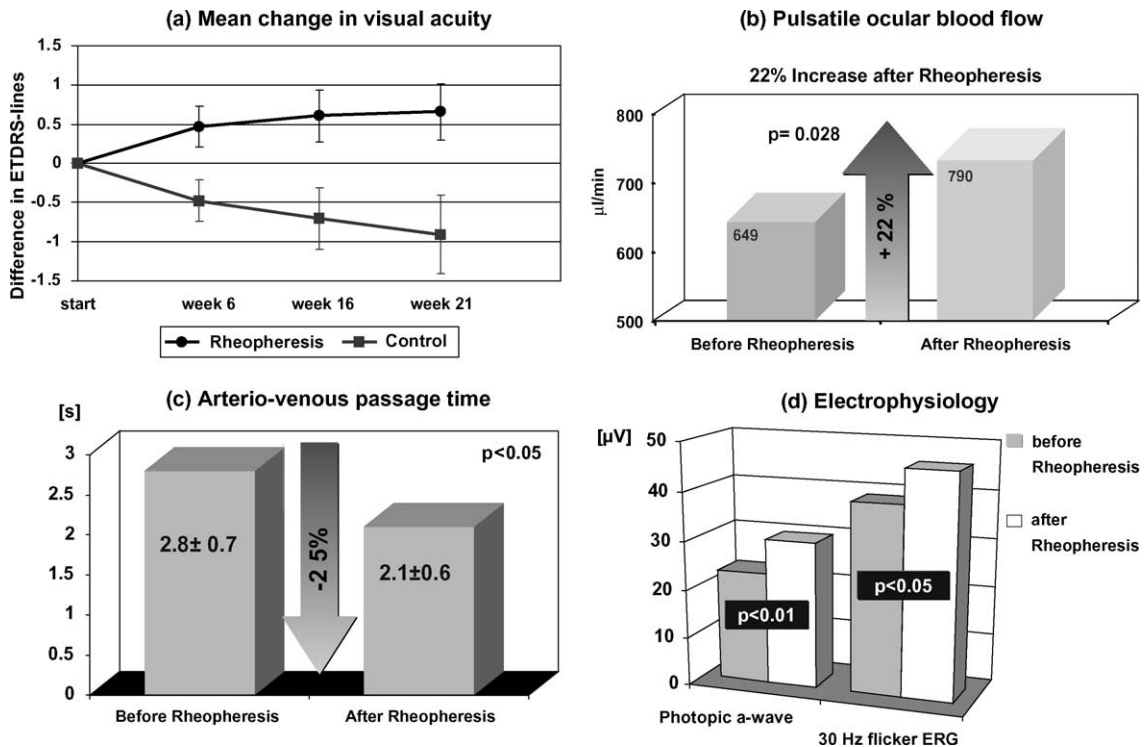 (a) Mean change in visual acuity
Difference in ETDRS-lines
1.5
1
0.5
0
-0.5
-1
-1.5
start
week 6
week 16
week 21
Rheopheresis
Control
(b) Pulsatile ocular blood flow
22% Increase after Rheopheresis
µl/min
800
700
600
500
p= 0.028
649
+ 22 %
790
Before Rheopheresis
After Rheopheresis
(c) Arterio-venous passage time
[s]
3
2.5
2
1.5
1
0.5
0
p<0.05
2.8± 0.7
-2 5%
2.1±0.6
Before Rheopheresis
After Rheopheresis
(d) Electrophysiology
[µV]
50
40
30
20
10
0
p<0.01
p<0.05
Photopic a-wave
30 Hz flicker ERG
before
Rheopheresis
after
Rheopheresis